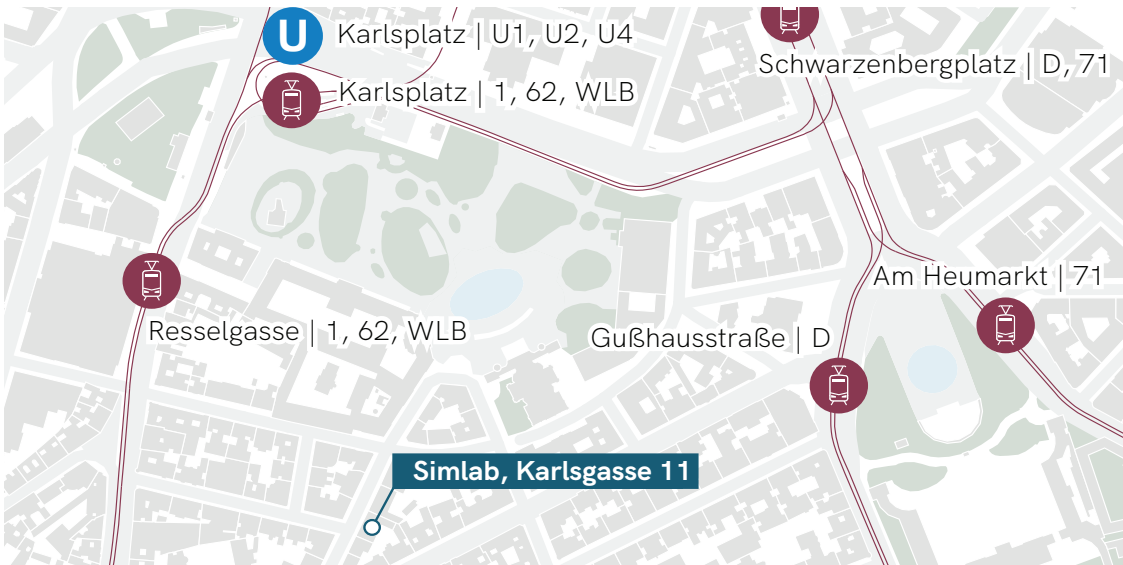 U
Karlsplatz | U1, U2, U4
Karlsplatz | 1, 62, WLB
Schwarzenbergplatz | D, 71
Am Heumarkt | 71
Resselgasse | 1, 62, WLB
Gußhausstraße | D
Simlab, Karlsgasse 11